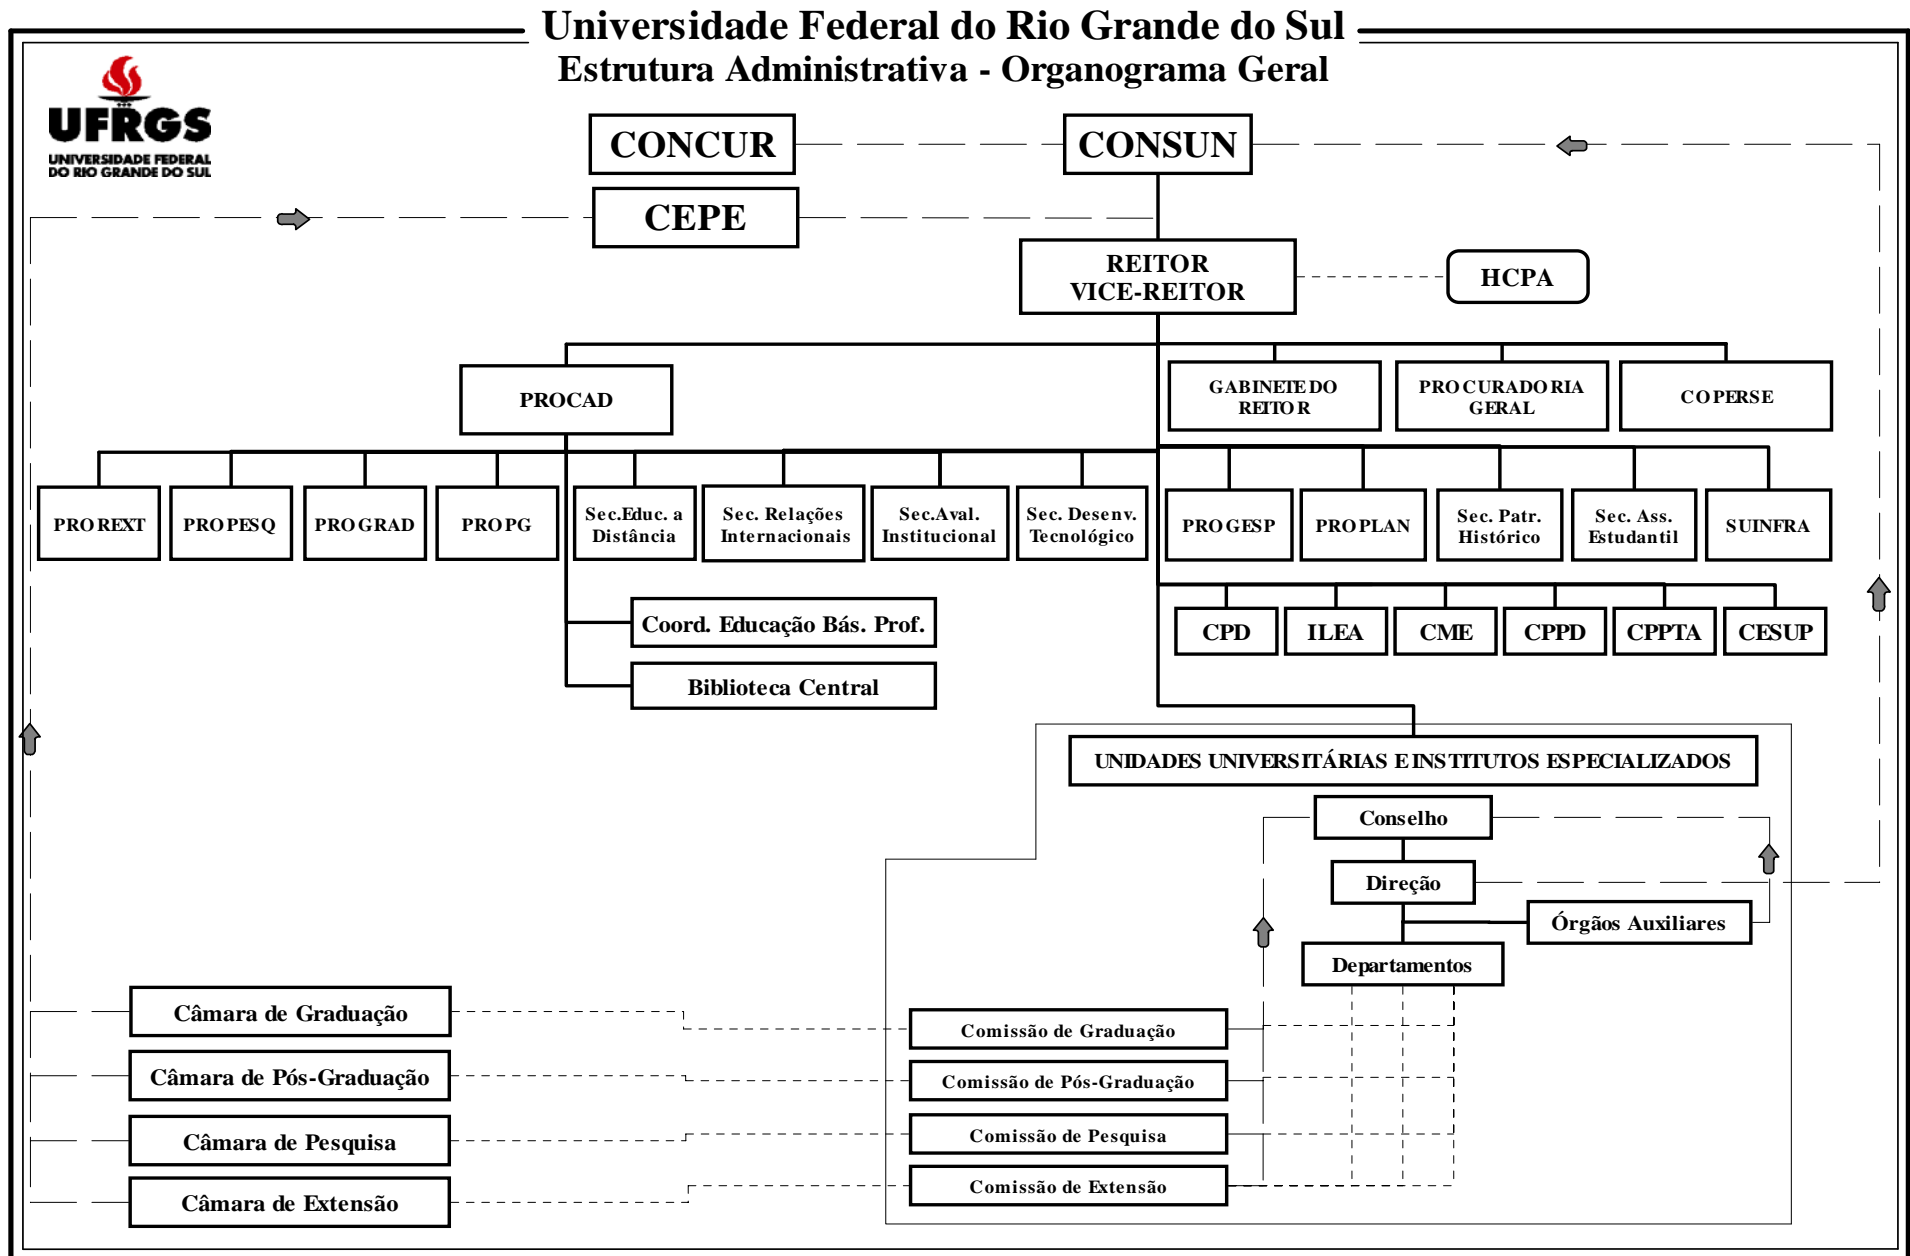 Universidade Federal do Rio Grande do Sul
Estrutura Administrativa - Organograma Geral
UFRGS
UNIVERSIDADE FEDERAL
DO RIO GRANDE DO SUL
CONCUR
CONSUN
CEPE
REITOR
VICE-REITOR
HCPA
PROCAD
GABINETE DO
REITOR
PROCURADORIA
GERAL
COPERSE
PROREXT
PROPESQ
PROGRAD
PROPG
Sec.Educ. a
Distância
Sec. Relações
Internacionais
Sec.Aval.
Institucional
Sec. Desenv.
Tecnológico
PROGESP
PROPLAN
Sec. Patr.
Histórico
Sec. Ass.
Estudantil
SUINFRA
Coord. Educação Bás. Prof.
Biblioteca Central
CPD
ILEA
CME
CPPD
CPPTA
CESUP
UNIDADES UNIVERSITÁRIAS E INSTITUTOS ESPECIALIZADOS
Conselho
Direção
Órgãos Auxiliares
Departamentos
Câmara de Graduação
Câmara de Pós-Graduação
Câmara de Pesquisa
Câmara de Extensão
Comissão de Graduação
Comissão de Pós-Graduação
Comissão de Pesquisa
Comissão de Extensão